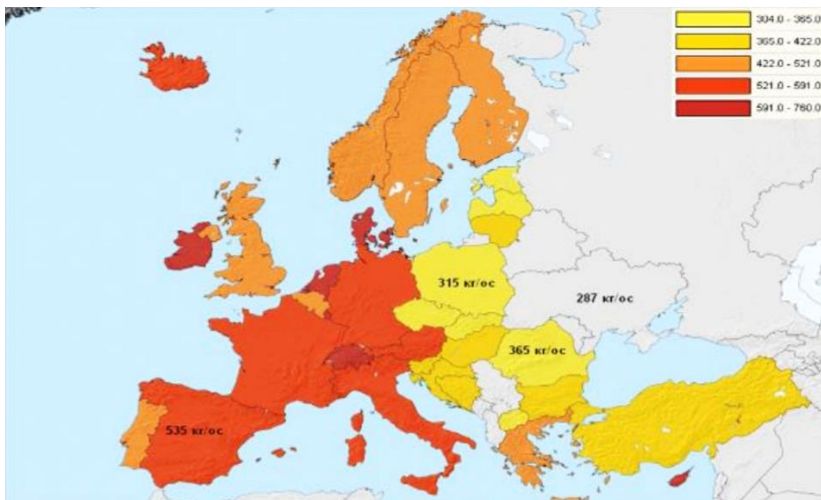 304.0 - 365.0
365.0 - 422.0
422.0 - 521.0
521.0 - 591.0
591.0 - 760.0
315 кг/ос
287 кг/ос
365 кг/ос
535 кг/ос